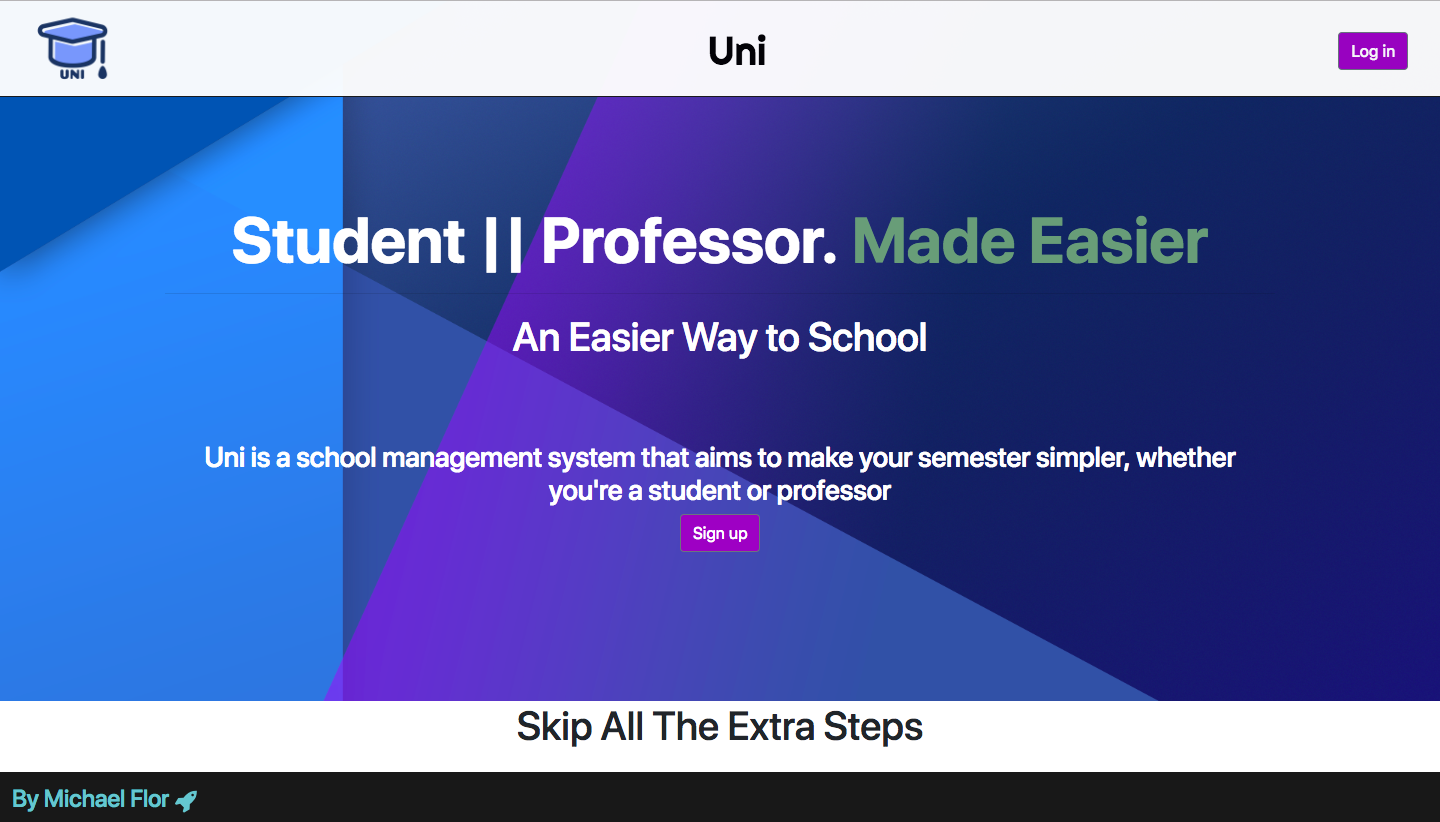 UNI
Uni
Log in
Student || Professor. Made Easier
An Easier Way to School
Uni is a school management system that aims to make your semester simpler, whether
you're a student or professor
Sign up
Skip All The Extra Steps
By Michael Flor